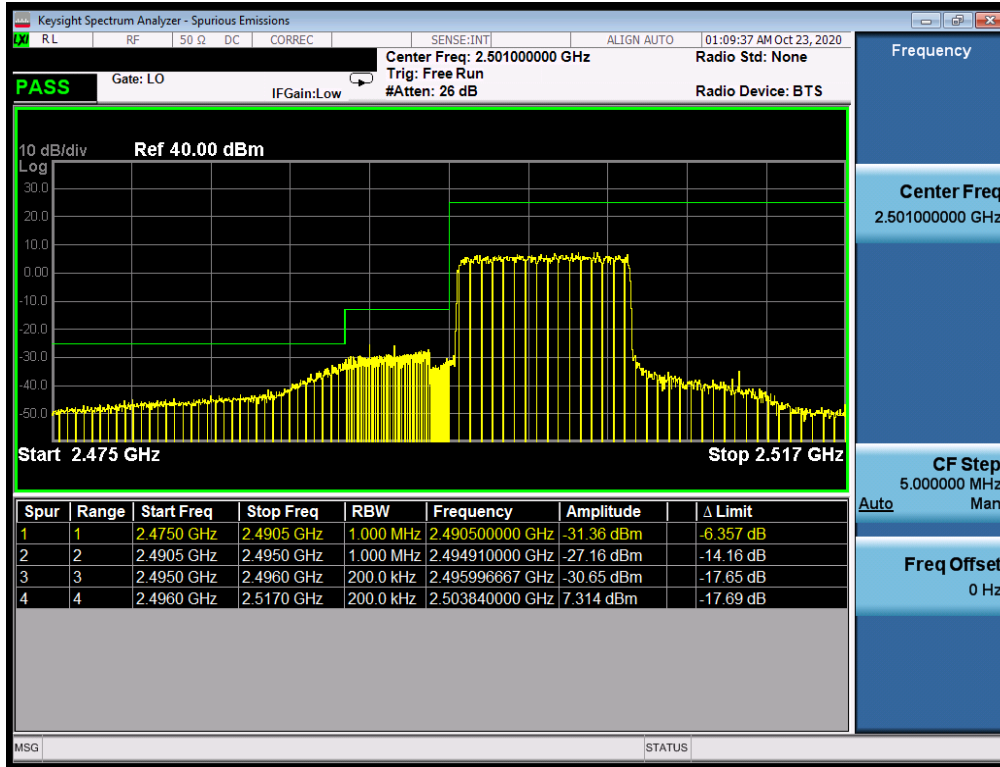 Keysight Spectrum Analyzer - Spurious Emissions
LXI RL RF 50 Ω DC CORREC SENSE:INT ALIGN AUTO 01:09:37 AM Oct 23, 2020
Center Freq: 2.501000000 GHz Radio Std: None
Trig: Free Run
PASS Gate: LO IFGain:Low #Atten: 26 dB Radio Device: BTS
10 dB/div Ref 40.00 dBm
Log
30.0
20.0
10.0
0.00
-10.0
-20.0
-30.0
-40.0
-50.0
Start 2.475 GHz Stop 2.517 GHz
Spur Range Start Freq Stop Freq RBW Frequency Amplitude Δ Limit
1 1 2.4750 GHz 2.4905 GHz 1.000 MHz 2.490500000 GHz -31.36 dBm -6.357 dB
2 2 2.4905 GHz 2.4950 GHz 1.000 MHz 2.494910000 GHz -27.16 dBm -14.16 dB
3 3 2.4950 GHz 2.4960 GHz 200.0 kHz 2.495996667 GHz -30.65 dBm -17.65 dB
4 4 2.4960 GHz 2.5170 GHz 200.0 kHz 2.503840000 GHz 7.314 dBm -17.69 dB
MSG STATUS
Frequency
Center Freq
2.501000000 GHz
CF Step
5.000000 MHz
Auto Man
Freq Offset
0 Hz